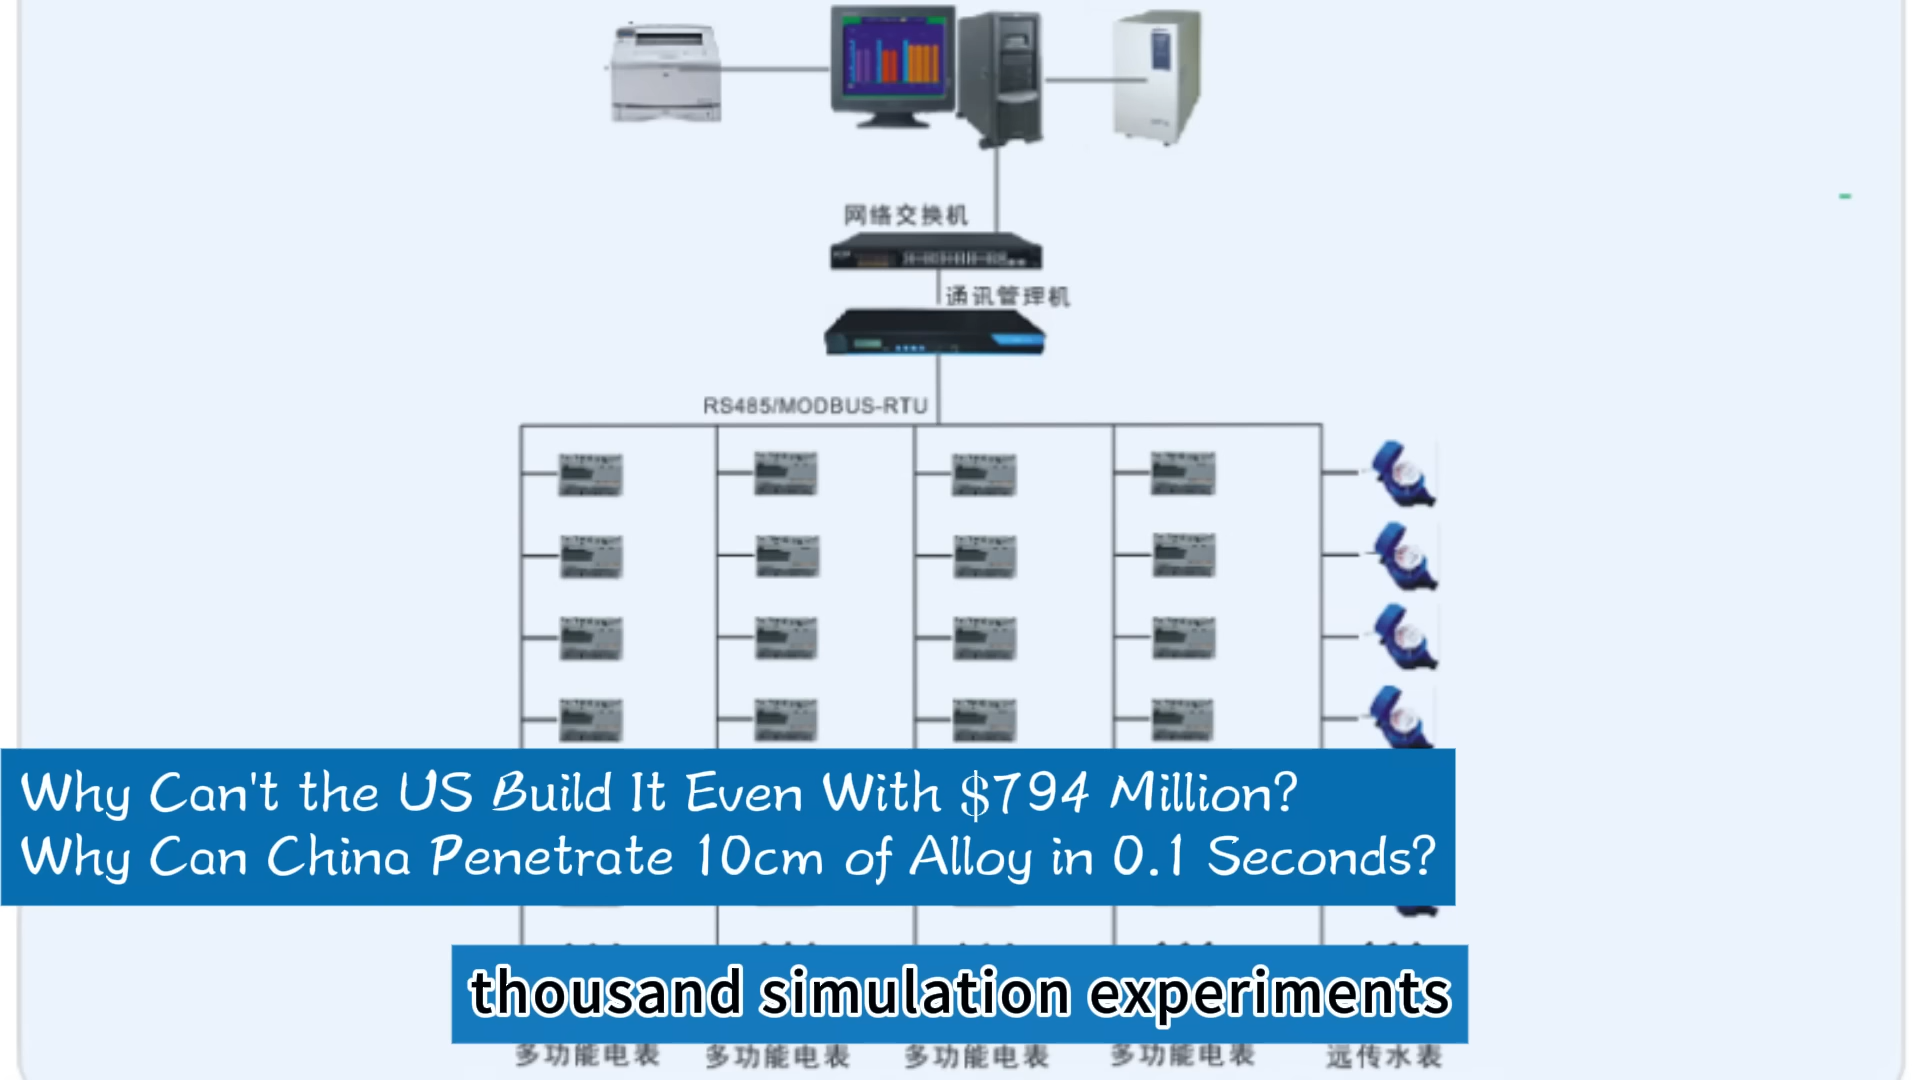 网络交换机
通讯管理机
RS485/MODBUS-RTU
Why Can't the US Build It Even With $794 Million?
Why Can China Penetrate 10cm of Alloy in 0.1 Seconds?
thousand simulation experiments
多功能电表 多功能电表 多功能电表 多功能电表 远传水表